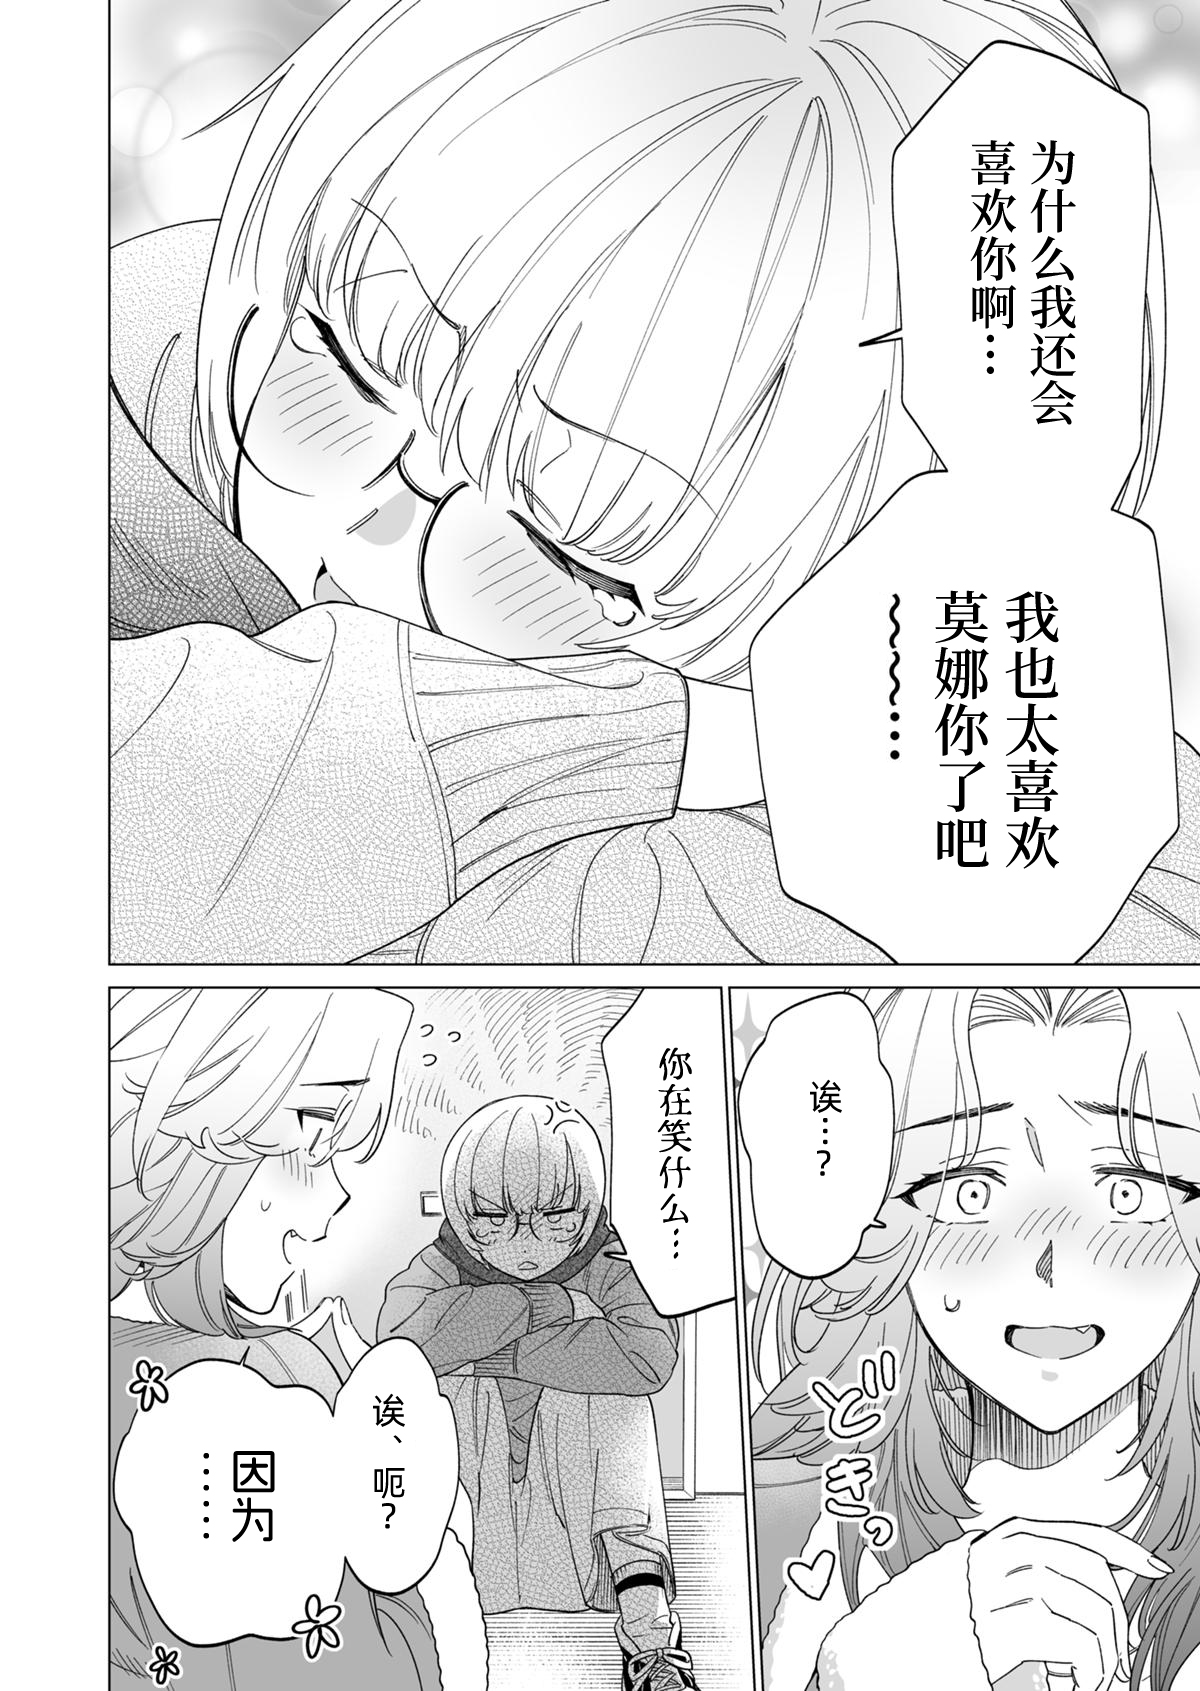 为什么我还会
喜欢你啊…
我也太喜欢
莫娜你了吧
~~~~……
诶…?
どきっ♡
你在笑什么…
诶、呃?
因为
……